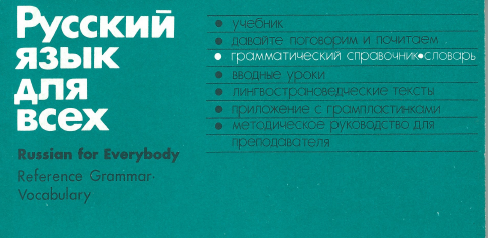 Русский
язык
для
всех
Russian for Everybody
Reference Grammar-
Vocabulary
• учебник
• давайте поговорим и почитаем
• грамматический справочник•словарь
• вводные уроки
• лингвострановедческие тексты
• приложение с грампластинками
• методическое руководство для
преподавателя